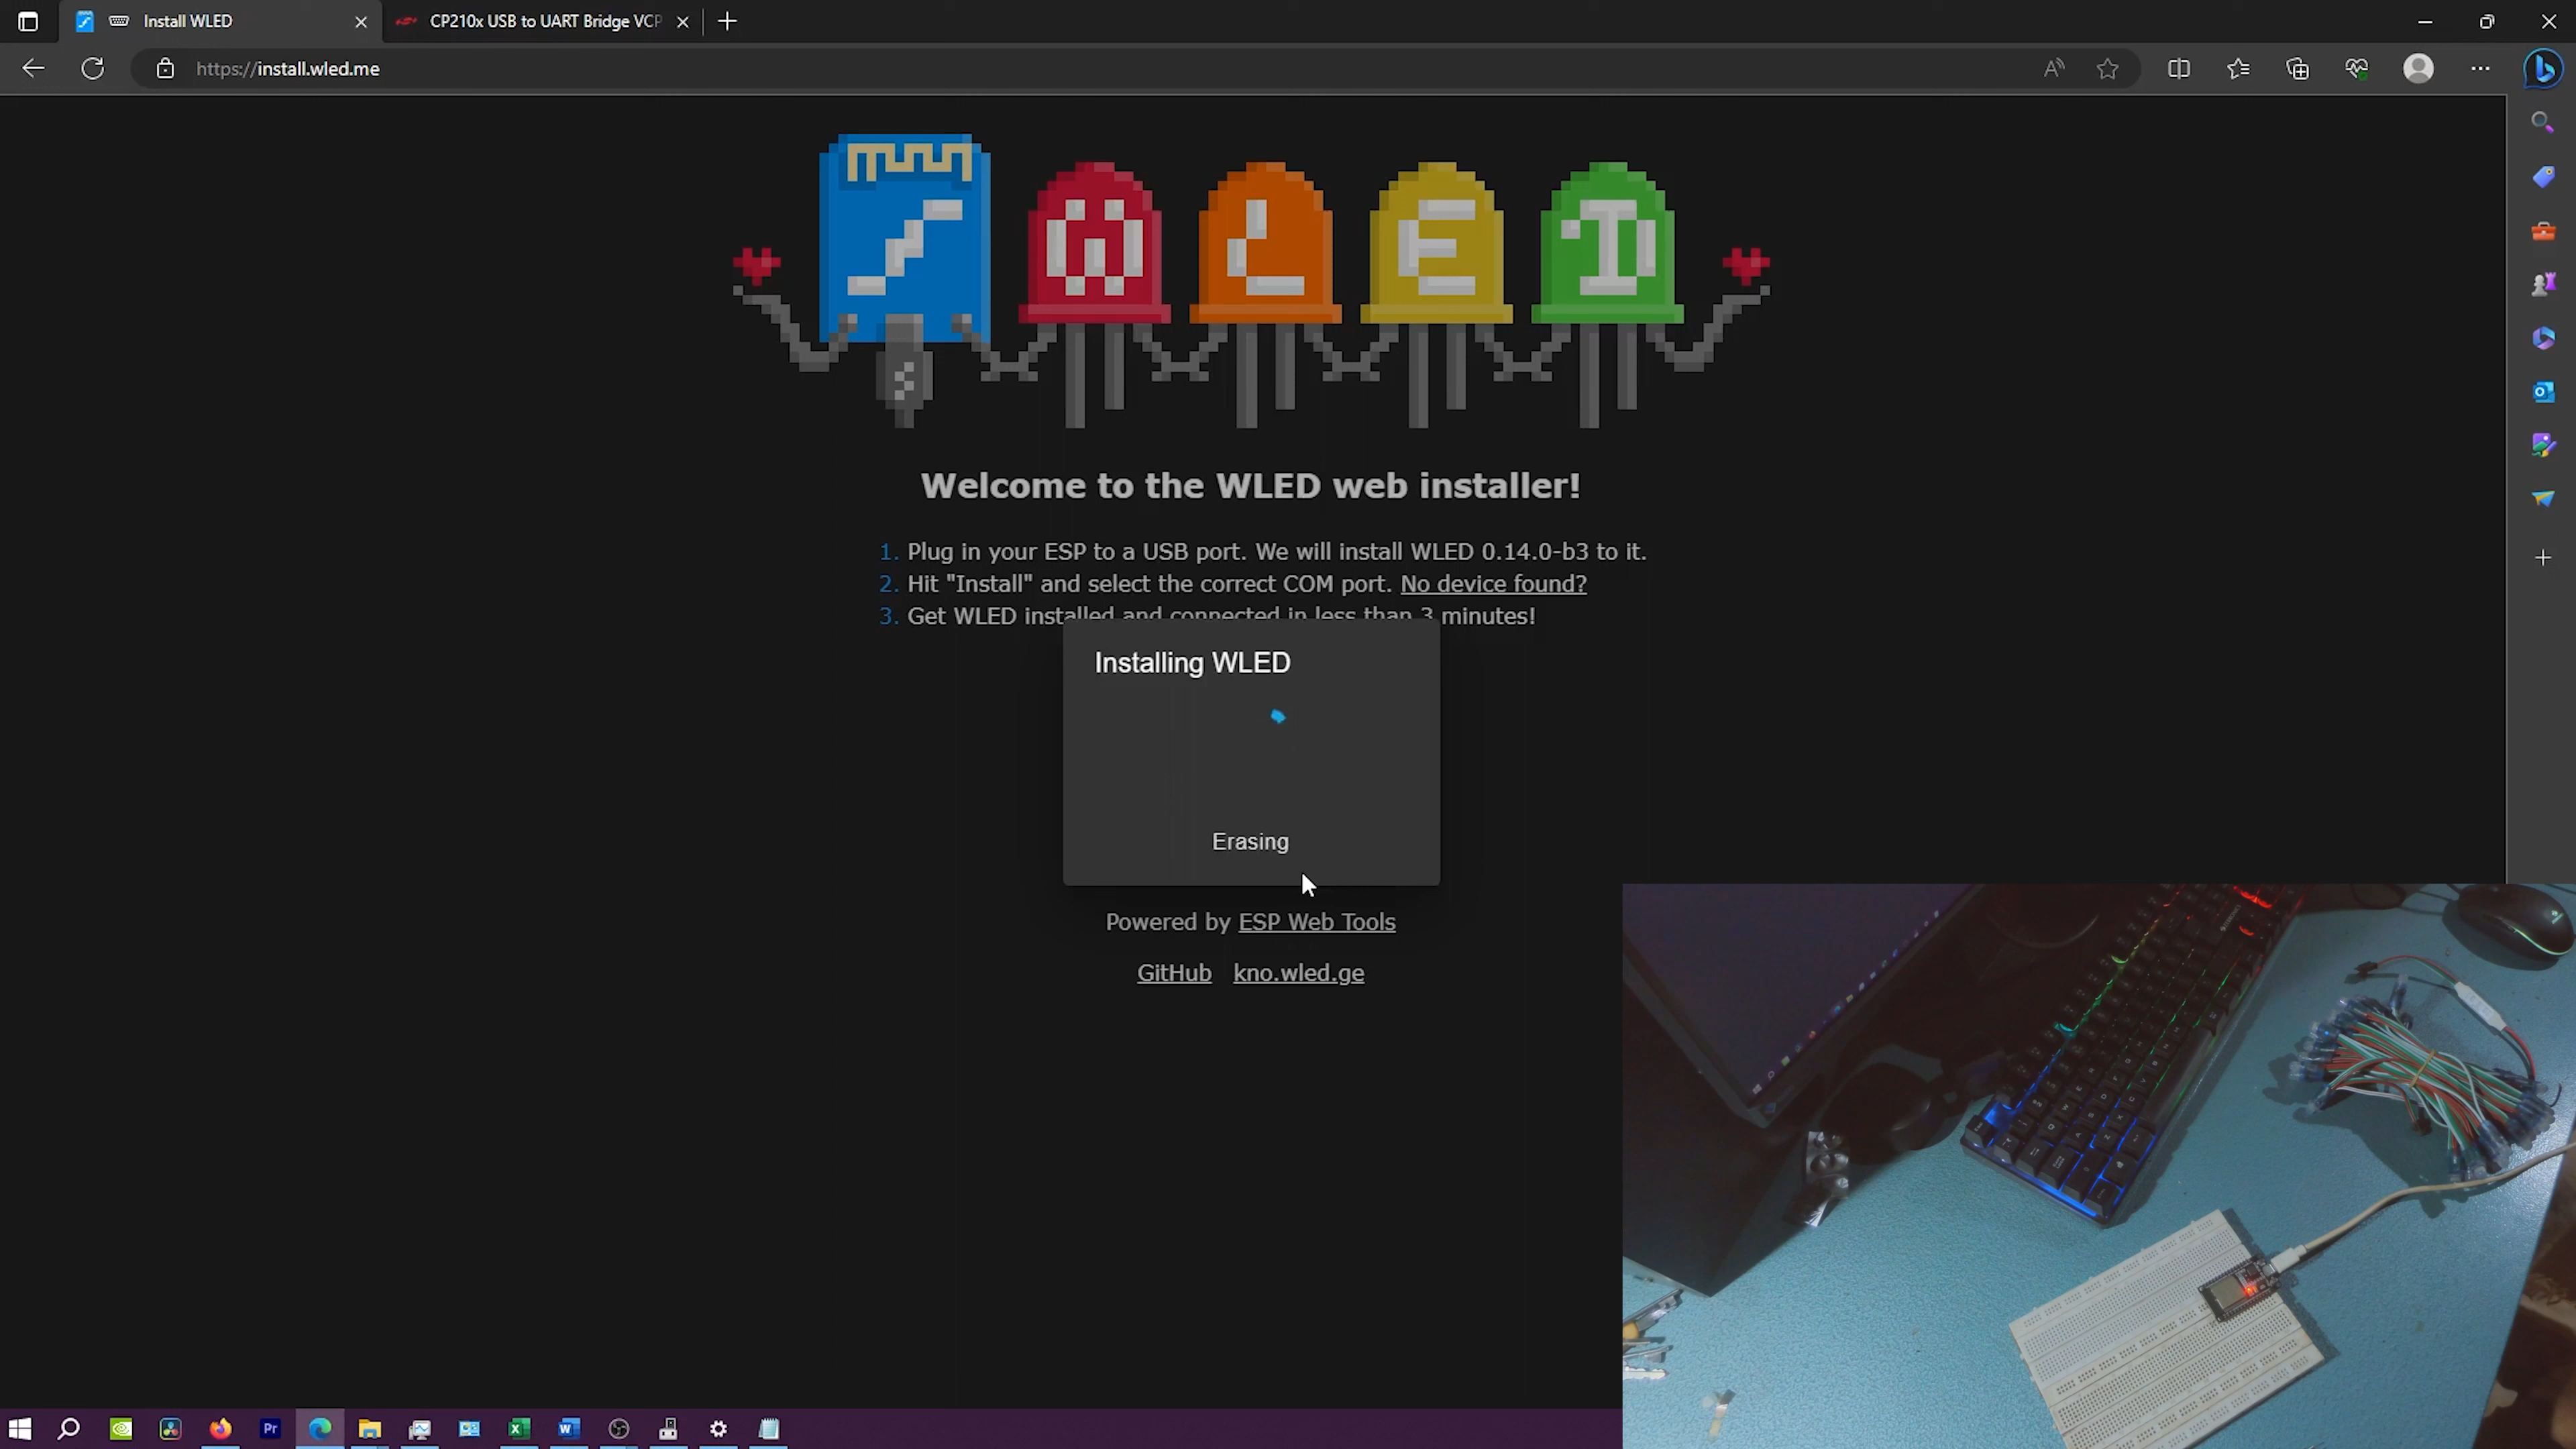 Install WLED
CP210x USB to UART Bridge VCP
https://install.wled.me
WLED
Welcome to the WLED web installer!
1. Plug in your ESP to a USB port. We will install WLED 0.14.0-b3 to it.
2. Hit "Install" and select the correct COM port. No device found?
3. Get WLED installed and connected in less than 3 minutes!
Installing WLED
Erasing
Powered by ESP Web Tools
GitHub kno.wled.ge
Pr